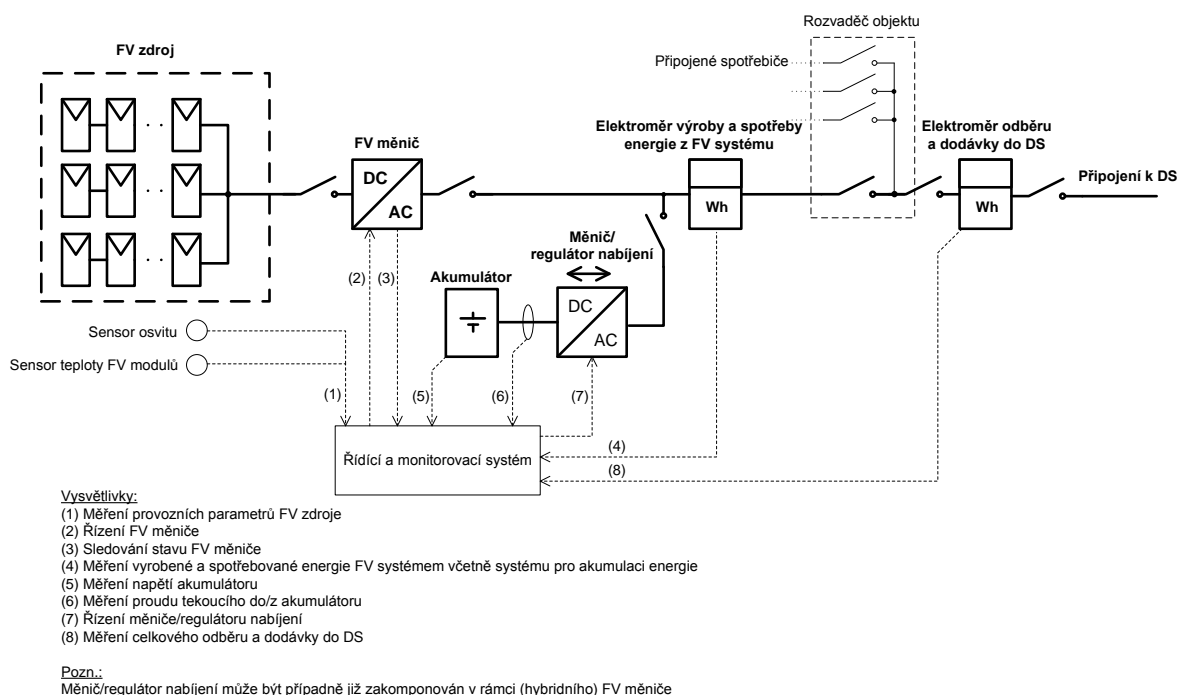 Rozvaděč objektu
FV zdroj
Připojené spotřebiče
Elektroměr výroby a spotřeby
energie z FV systému
Elektroměr odběru
a dodávky do DS
FV měnič
DC
AC
Wh
Wh
Připojení k DS
Měnič/
regulátor nabíjení
(2)
(3)
Akumulátor
DC
AC
Sensor osvitu
Sensor teploty FV modulů
(1)
(5)
(6)
(7)
(4)
Řídící a monitorovací systém
(8)
Vysvětlivky:
(1) Měření provozních parametrů FV zdroje
(2) Řízení FV měniče
(3) Sledování stavu FV měniče
(4) Měření vyrobené a spotřebované energie FV systémem včetně systému pro akumulaci energie
(5) Měření napětí akumulátoru
(6) Měření proudu tekoucího do/z akumulátoru
(7) Řízení měniče/regulátoru nabíjení
(8) Měření celkového odběru a dodávky do DS
Pozn.:
Měnič/regulátor nabíjení může být případně již zakomponován v rámci (hybridního) FV měniče